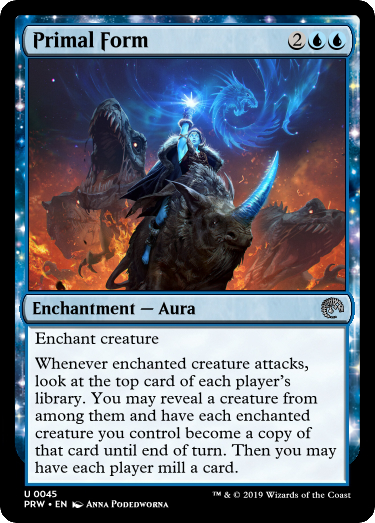 Primal Form 2
Enchantment — Aura
Enchant creature
Whenever enchanted creature attacks,
look at the top card of each player's
library. You may reveal a creature from
among them and have each enchanted
creature you control become a copy of
that card until end of turn. Then you may
have each player mill a card.
U 0045
PRW • EN Anna Podedworna
™ & © 2019 Wizards of the Coast